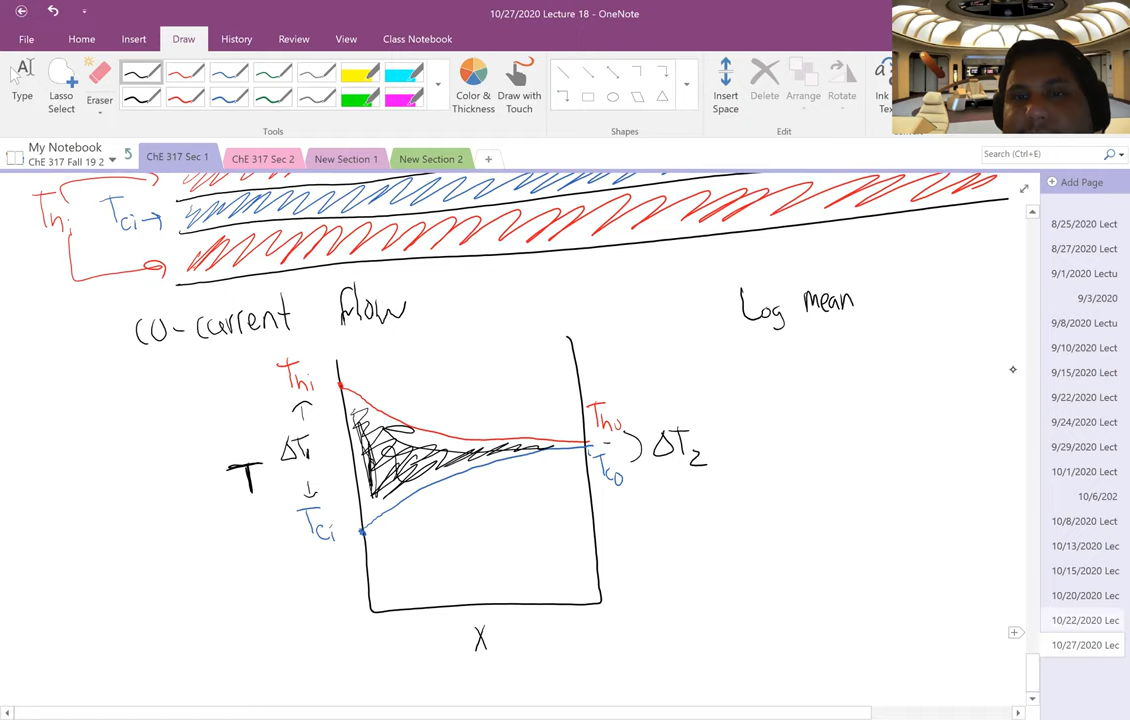 10/27/2020 Lecture 18 - OneNote
File Home Insert Draw History Review View Class Notebook
Type
Lasso Select
Eraser
Color & Thickness
Draw with Touch
Insert Space
Delete
Arrange
Rotate
Tools
Shapes
Edit
My Notebook
ChE 317 Fall 19 2
ChE 317 Sec 1
ChE 317 Sec 2
New Section 1
New Section 2
Search (Ctrl+E)
Add Page
8/25/2020 Lect
8/27/2020 Lect
9/1/2020 Lectu
9/3/2020
9/8/2020 Lectu
9/10/2020 Lect
9/15/2020 Lect
9/22/2020 Lect
9/24/2020 Lect
9/29/2020 Lect
10/1/2020 Lect
10/6/202
10/8/2020 Lect
10/13/2020 Lec
10/15/2020 Lec
10/20/2020 Lec
10/22/2020 Lec
10/27/2020 Lec
Thi
Tci
co-current flow
Log mean
Thi
ΔT1
Tci
T
Tho
Tco
ΔT2
X